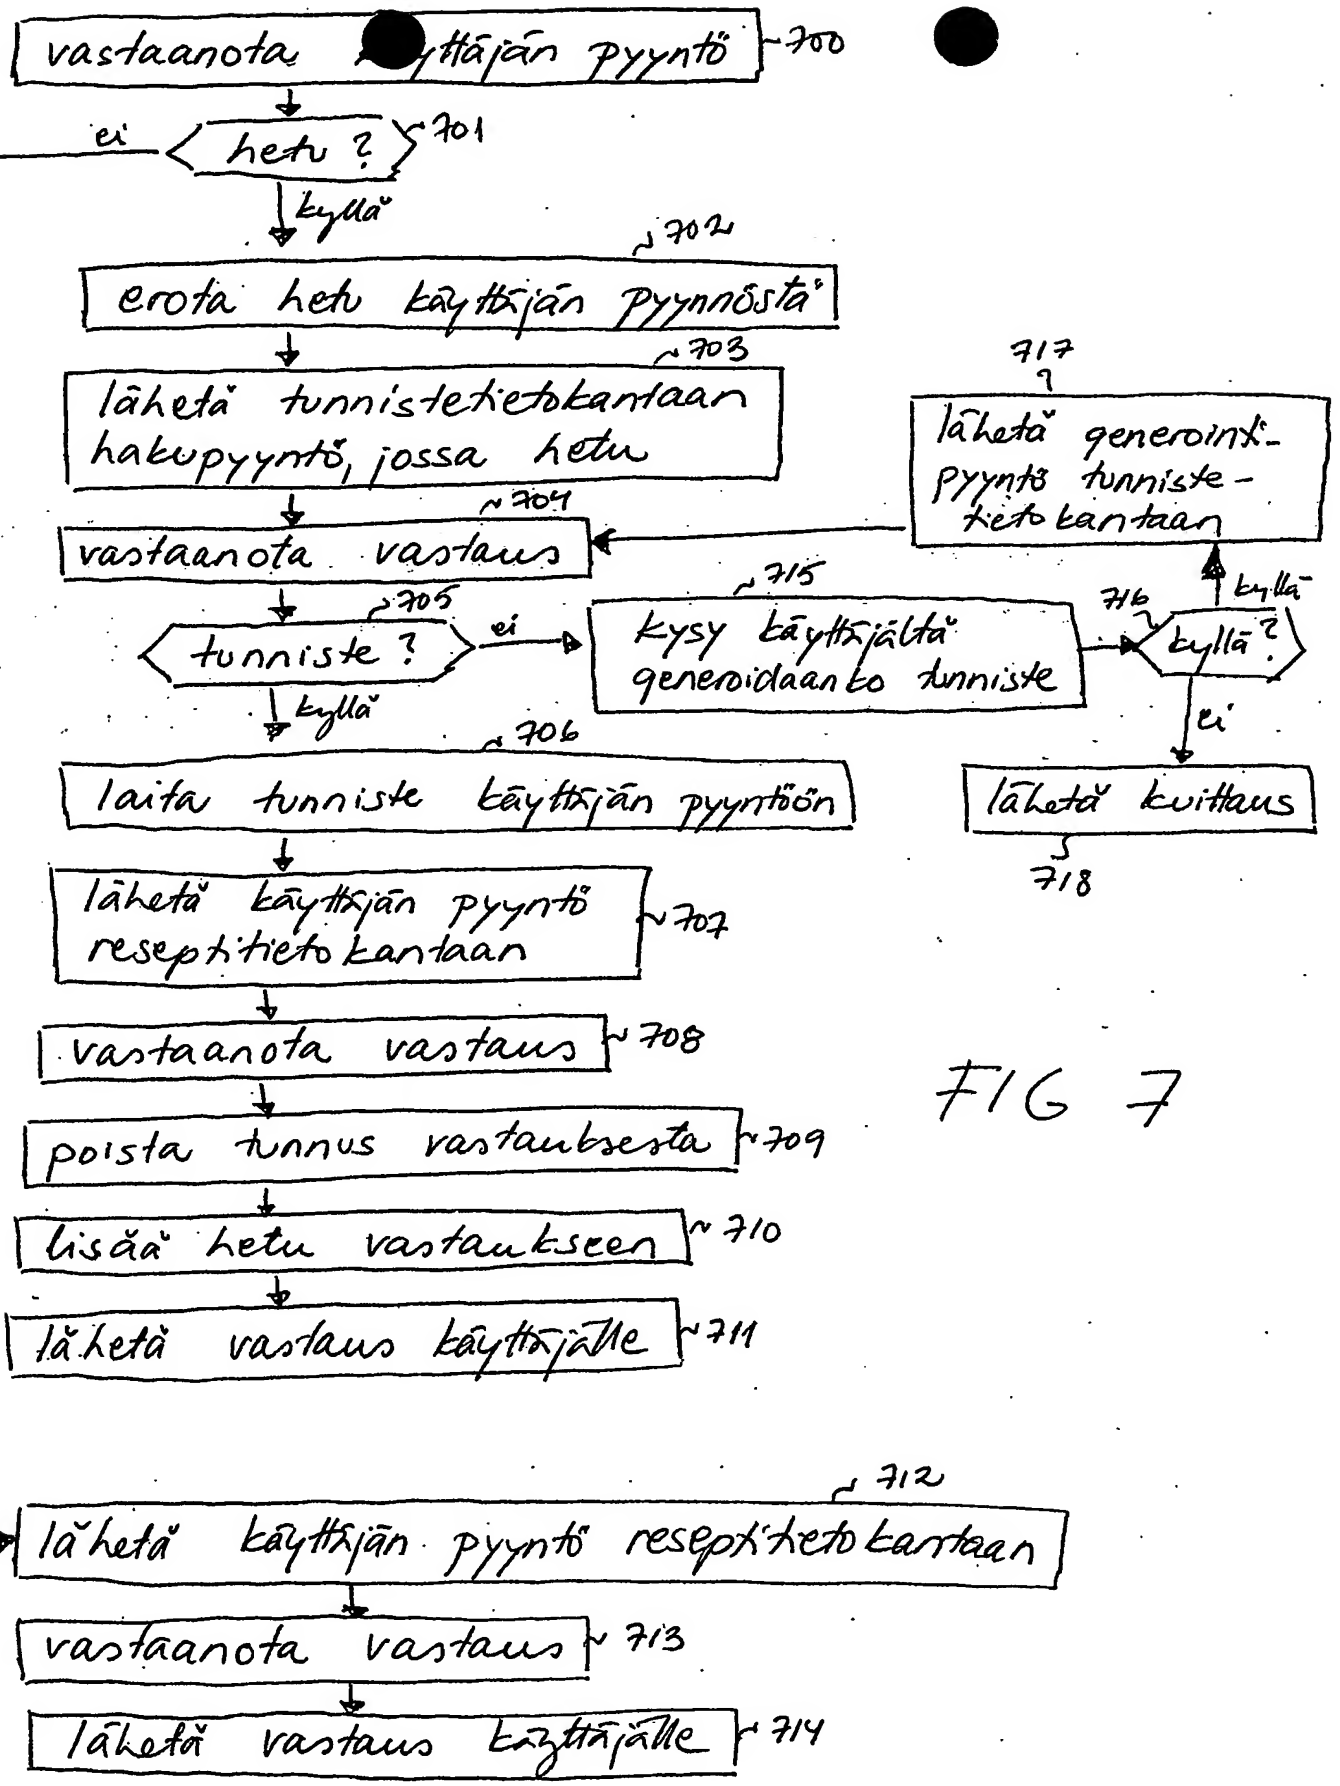 vastaanota yttäjän pyyntö 700
ei hetu ? 701
kyllä
702
erota hetu käyttäjän pyynnöstä
703
lähetä tunnistetietokantaan
hakupyyntö, jossa hetu
717
lähetä generointi-
pyyntö tunniste-
tietokantaan
704
vastaanota vastaus
705
tunniste ? ei
kyllä
715
kysy käyttäjältä
generoidaanko tunniste
716
kyllä ? kyllä
ei
706
laita tunniste käyttäjän pyyntöön
lähetä kuittaus
718
lähetä käyttäjän pyyntö
reseptitietokantaan 707
vastaanota vastaus 708
FIG 7
poista tunnus vastauksesta 709
lisää hetu vastaukseen 710
lähetä vastaus käyttäjälle 711
712
lähetä käyttäjän pyyntö reseptitietokantaan
vastaanota vastaus 713
lähetä vastaus käyttäjälle 714